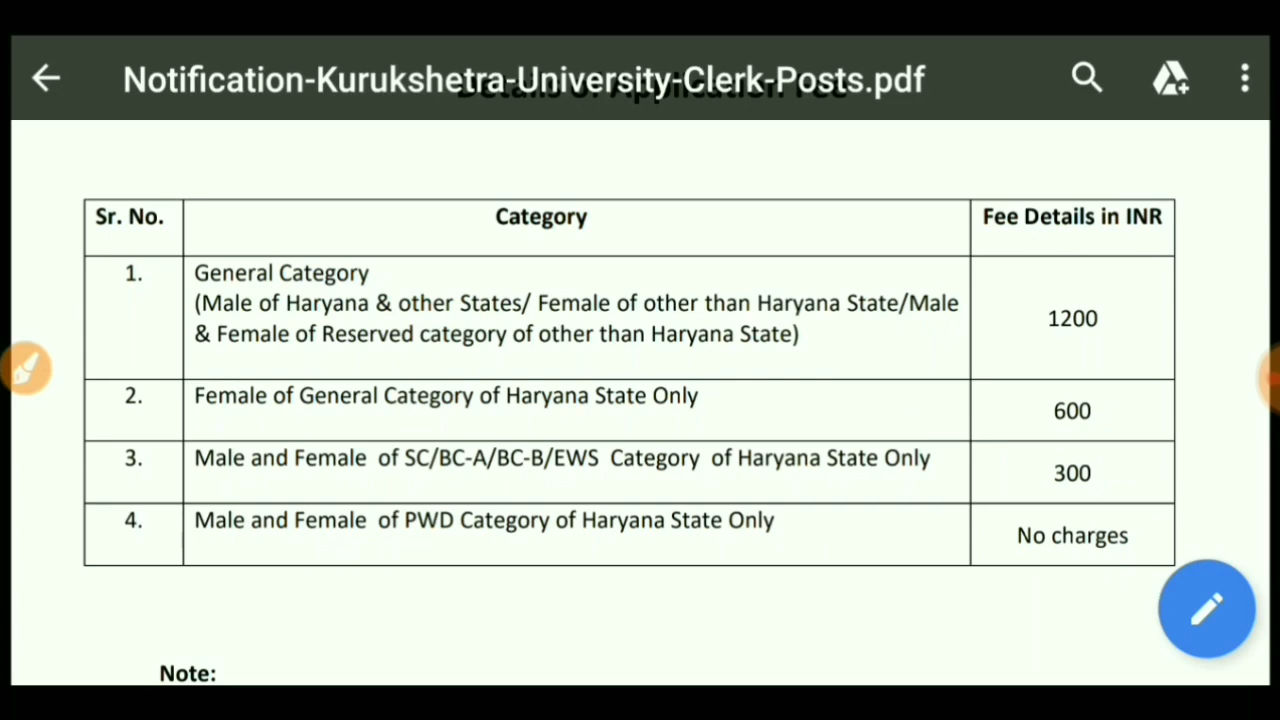 Notification-Kurukshetra-University-Clerk-Posts.pdf
Details of Application Fee
Sr. No. Category Fee Details in INR
1. General Category
(Male of Haryana & other States/ Female of other than Haryana State/Male
& Female of Reserved category of other than Haryana State) 1200
2. Female of General Category of Haryana State Only 600
3. Male and Female of SC/BC-A/BC-B/EWS Category of Haryana State Only 300
4. Male and Female of PWD Category of Haryana State Only No charges
Note: